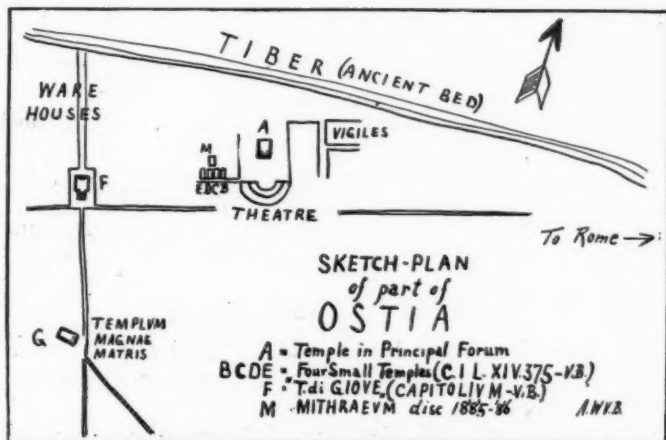 TIBER (ANCIENT BED)
WARE
HOUSES
A
VIGILES
M
EDCB
F
THEATRE
To Rome →
SKETCH-PLAN
of part of
OSTIA
G
TEMPLVM
MAGNAE
MATRIS
A = Temple in Principal Forum
BCDE = Four Small Temples (C.I.L. XIV.375-V.B.)
F = "T. di GIOVE" (CAPITOLIVM-V.B.)
M MITHRAEVM disc 1885-'86
A.W.V.B.